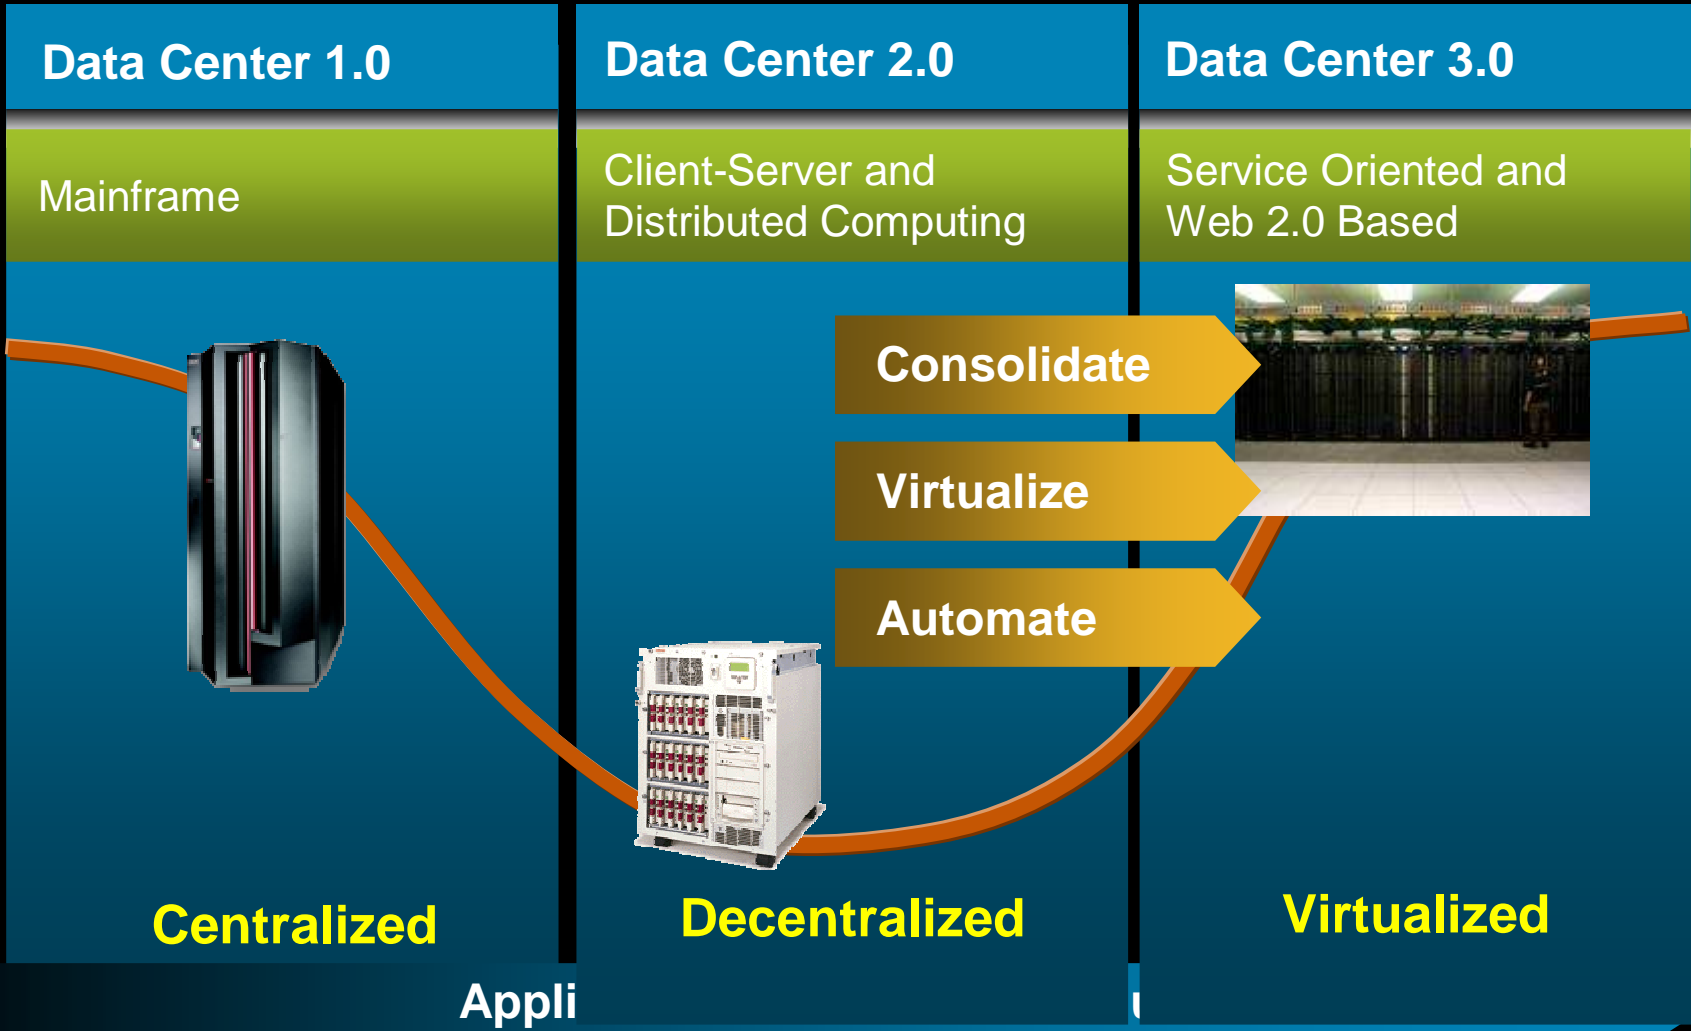 Data Center 1.0
Data Center 2.0
Data Center 3.0
Mainframe
Client-Server and
Distributed Computing
Service Oriented and
Web 2.0 Based
Consolidate
Virtualize
Automate
Centralized
Decentralized
Virtualized
Appli